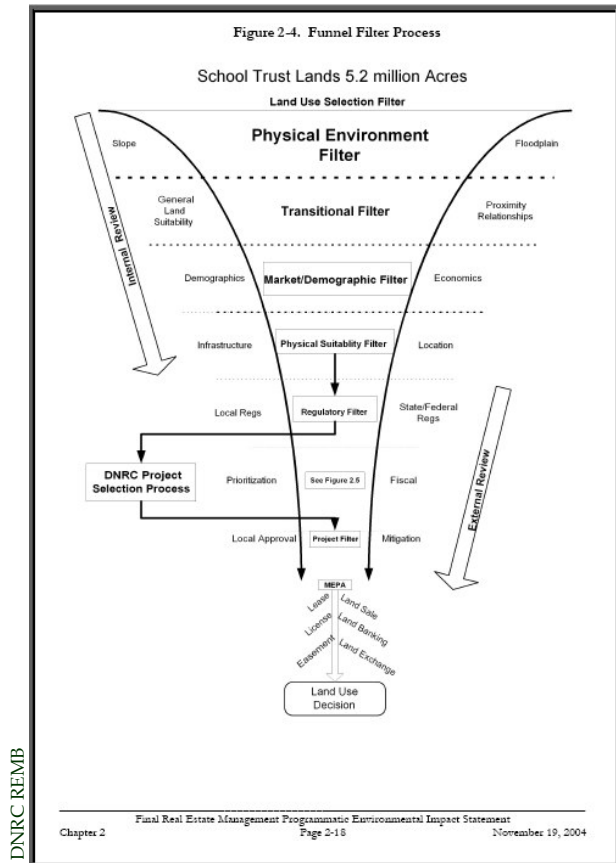 Figure 2-4. Funnel Filter Process
School Trust Lands 5.2 million Acres
Land Use Selection Filter
Physical Environment
Filter
Slope
Floodplain
General
Land
Suitability
Transitional Filter
Proximity
Relationships
Internal Review
Demographics
Market/Demographic Filter
Economics
Infrastructure
Physical Suitablity Filter
Location
Local Regs
Regulatory Filter
State/Federal
Regs
External Review
DNRC Project
Selection Process
Prioritization
See Figure 2.5
Fiscal
Local Approval
Project Filter
Mitigation
MEPA
Lease
Land Sale
License
Land Banking
Easement
Land Exchange
Land Use
Decision
DNRC REMB
Final Real Estate Management Programmatic Environmental Impact Statement
Chapter 2 Page 2-18 November 19, 2004